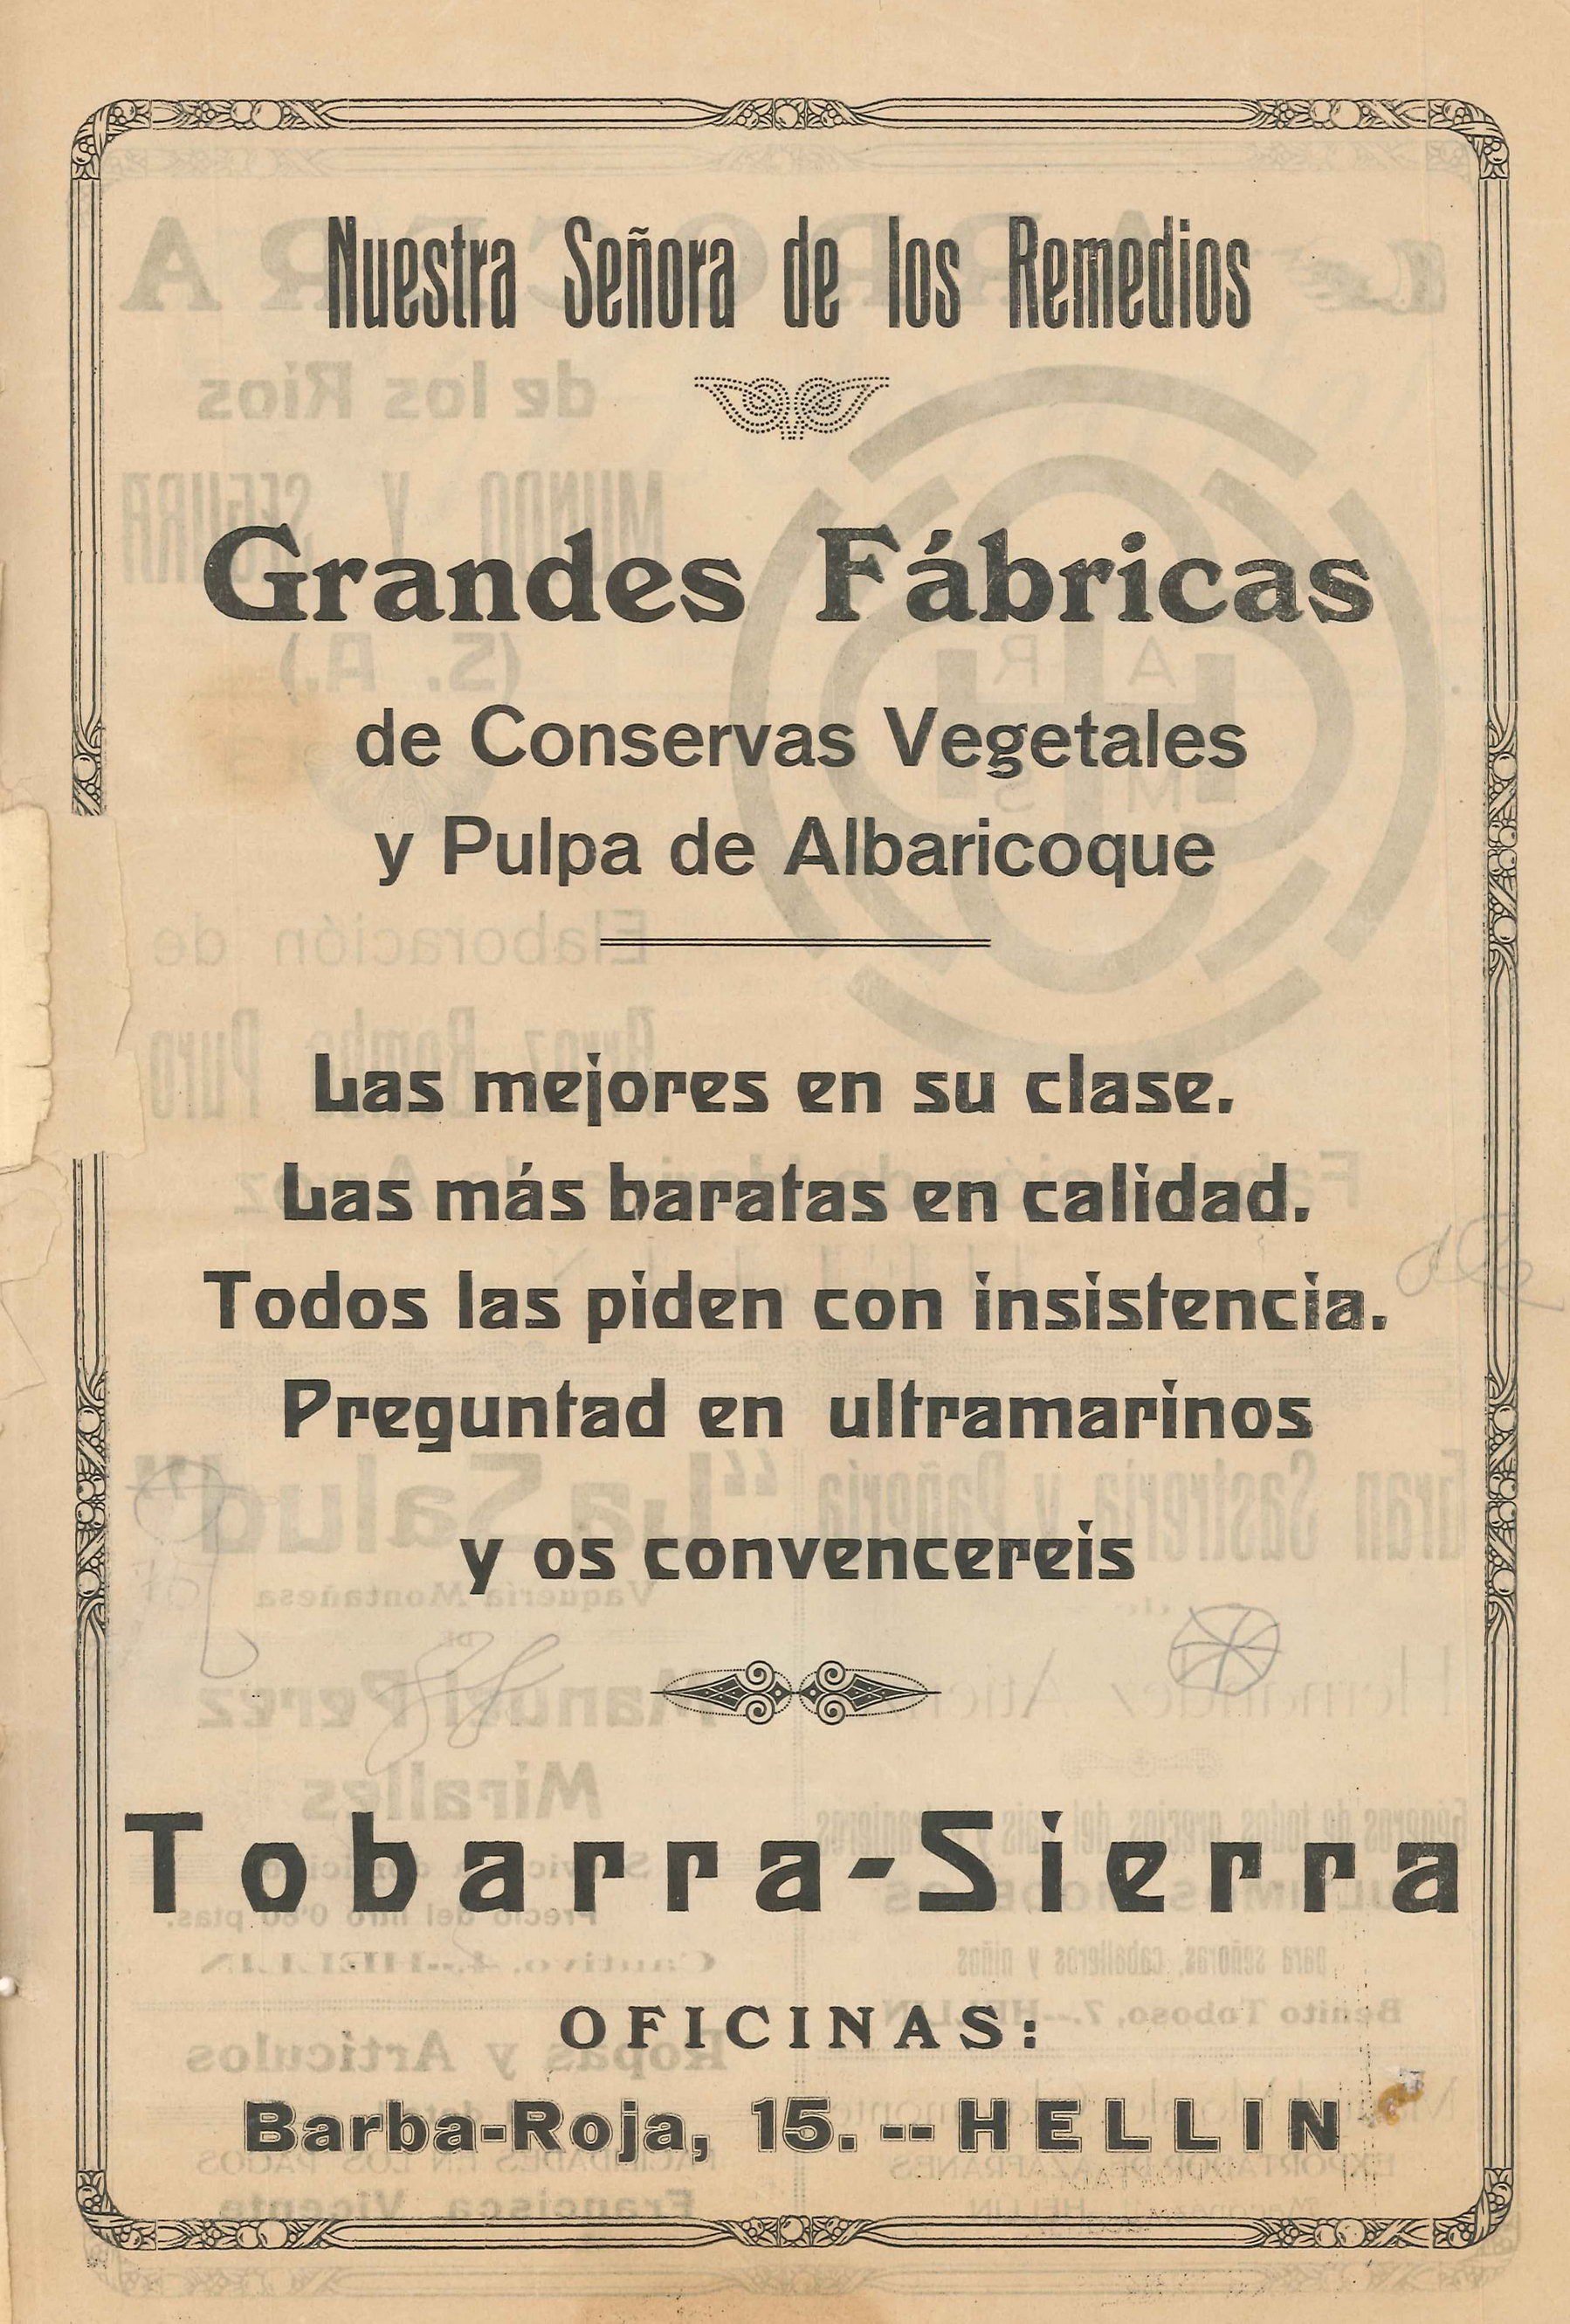 Nuestra Señora de los Remedios
Grandes Fábricas
de Conservas Vegetales
y Pulpa de Albaricoque
Las mejores en su clase.
Las más baratas en calidad.
Todos las piden con insistencia.
Preguntad en ultramarinos
y os convencereis
Tobarra-Sierra
OFICINAS:
Barba-Roja, 15. -- HELLIN